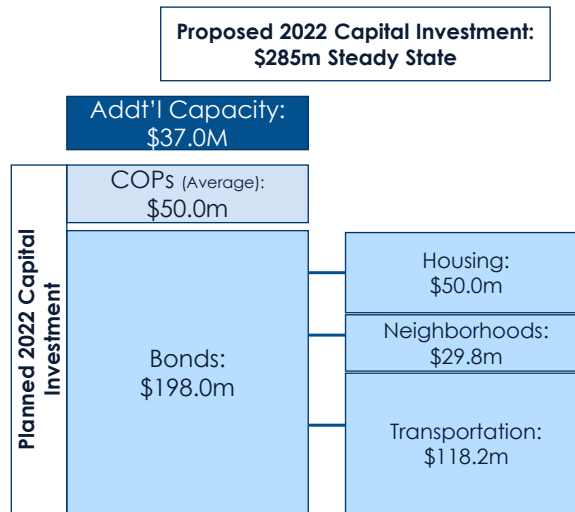 Proposed 2022 Capital Investment:
$285m Steady State
Addt'l Capacity:
$37.0M
COPs (Average):
$50.0m
Planned 2022 Capital
Investment
Bonds:
$198.0m
Housing:
$50.0m
Neighborhoods:
$29.8m
Transportation:
$118.2m